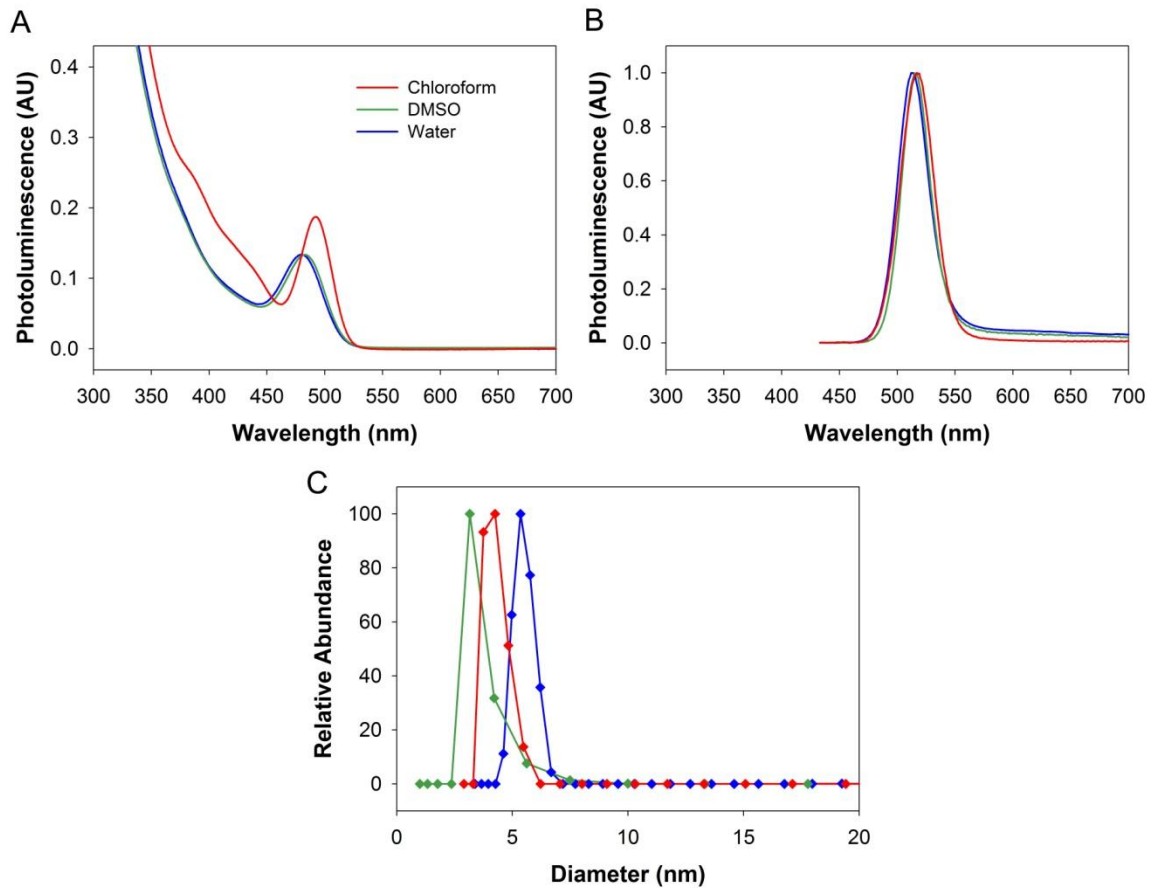 A
B
Photoluminescence (AU)
0.4
0.3
0.2
0.1
0.0
Chloroform
DMSO
Water
300 350 400 450 500 550 600 650 700
Wavelength (nm)
Photoluminescence (AU)
1.0
0.8
0.6
0.4
0.2
0.0
300 350 400 450 500 550 600 650 700
Wavelength (nm)
C
Relative Abundance
100
80
60
40
20
0
0 5 10 15 20
Diameter (nm)